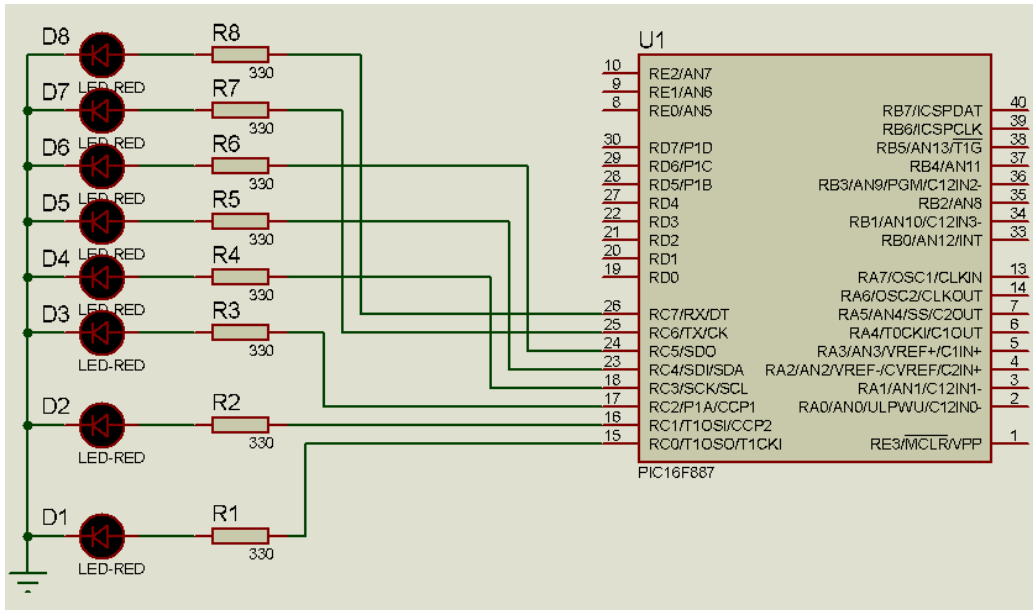 D8 R8
LED-RED 330
D7 R7
LED-RED 330
D6 R6
LED-RED 330
D5 R5
LED-RED 330
D4 R4
LED-RED 330
D3 R3
LED-RED 330
D2 R2
LED-RED 330
D1 R1
LED-RED 330
U1
10 RE2/AN7
9 RE1/AN6
8 RE0/AN5
30 RD7/P1D
29 RD6/P1C
28 RD5/P1B
27 RD4
22 RD3
21 RD2
20 RD1
19 RD0
26 RC7/RX/DT
25 RC6/TX/CK
24 RC5/SDO
23 RC4/SDI/SDA
18 RC3/SCK/SCL
17 RC2/P1A/CCP1
16 RC1/T1OSI/CCP2
15 RC0/T1OSO/T1CKI
RB7/ICSPDAT 40
RB6/ICSPCLK 39
RB5/AN13/T1G 38
RB4/AN11 37
RB3/AN9/PGM/C12IN2- 36
RB2/AN8 35
RB1/AN10/C12IN3- 34
RB0/AN12/INT 33
RA7/OSC1/CLKIN 13
RA6/OSC2/CLKOUT 14
RA5/AN4/SS/C2OUT 7
RA4/T0CKI/C1OUT 6
RA3/AN3/VREF+/C1IN+ 5
RA2/AN2/VREF-/CVREF/C2IN+ 4
RA1/AN1/C12IN1- 3
RA0/AN0/ULPWU/C12IN0- 2
RE3/MCLR/VPP 1
PIC16F887